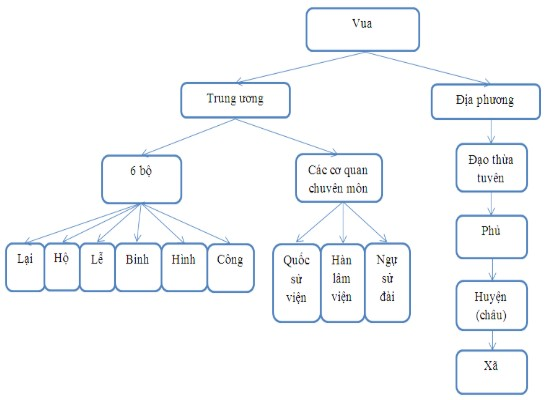 Vua
Trung ương
Địa phương
6 bộ
Các cơ quan
chuyên môn
Đạo thừa
tuyên
Lại
Hộ
Lễ
Binh
Hình
Công
Quốc
sử
viện
Hàn
lâm
viện
Ngự
sử
đài
Phủ
Huyện
(châu)
Xã